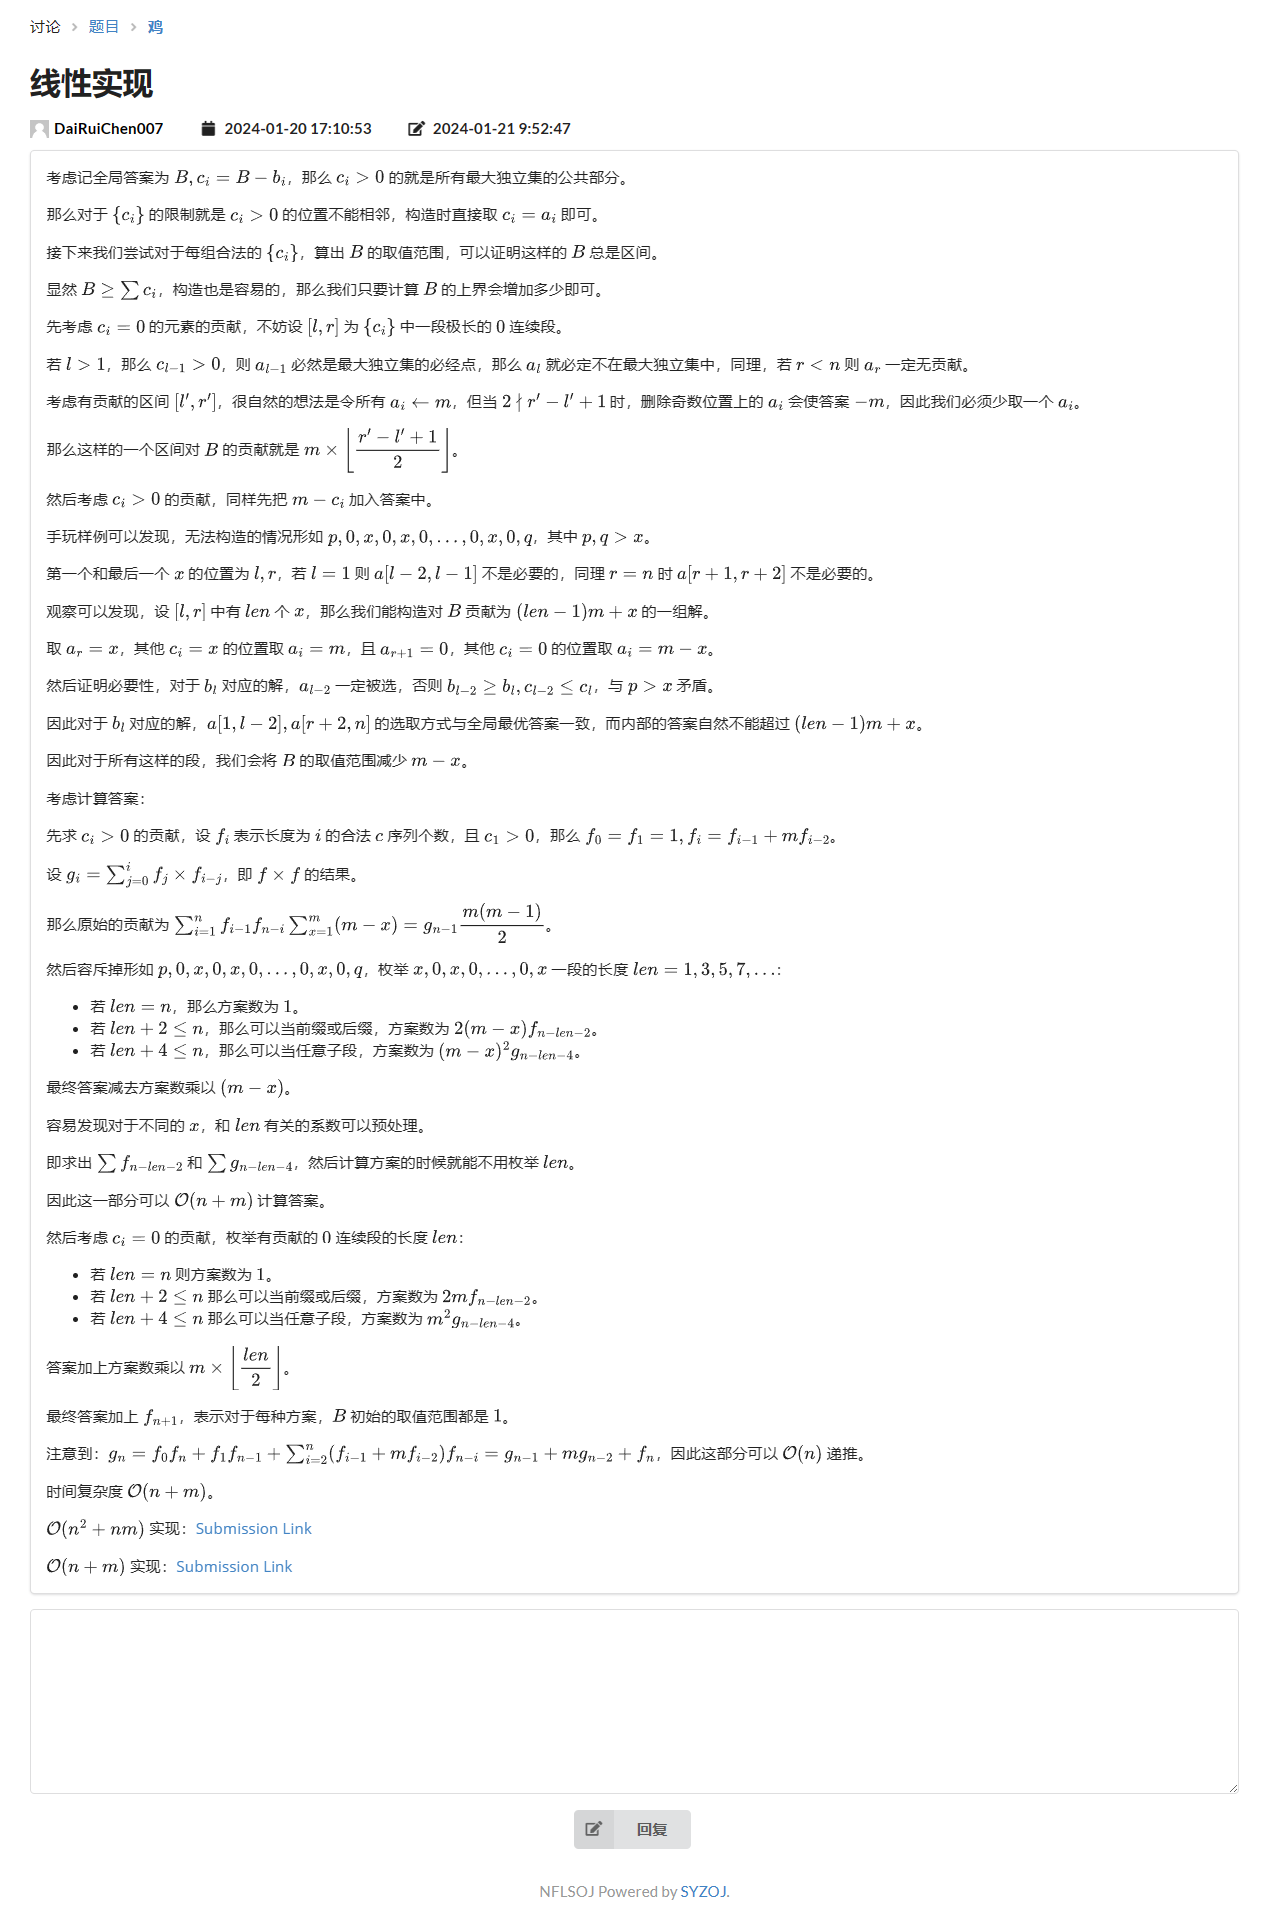 讨论 > 题目 > 鸡
线性实现
DaiRuiChen007 2024-01-20 17:10:53 2024-01-21 9:52:47
考虑记全局答案为 $B, c_i = B - b_i$，那么 $c_i > 0$ 的就是所有最大独立集的公共部分。
那么对于 $\{c_i\}$ 的限制就是 $c_i > 0$ 的位置不能相邻，构造时直接取 $c_i = a_i$ 即可。
接下来我们尝试对于每组合法的 $\{c_i\}$，算出 $B$ 的取值范围，可以证明这样的 $B$ 总是区间。
显然 $B \geq \sum c_i$，构造也是容易的，那么我们只要计算 $B$ 的上界会增加多少即可。
先考虑 $c_i = 0$ 的元素的贡献，不妨设 $[l, r]$ 为 $\{c_i\}$ 中一段极长的 $0$ 连续段。
若 $l > 1$，那么 $c_{l-1} > 0$，则 $a_{l-1}$ 必然是最大独立集的必经点，那么 $a_l$ 就必定不在最大独立集中，同理，若 $r < n$ 则 $a_r$ 一定无贡献。
考虑有贡献的区间 $[l', r']$，很自然的想法是令所有 $a_i \leftarrow m$，但当 $2 \nmid r' - l' + 1$ 时，删除奇数位置上的 $a_i$ 会使答案 $-m$，因此我们必须少取一个 $a_i$。
那么这样的一个区间对 $B$ 的贡献就是 $m \times \left\lfloor \dfrac{r' - l' + 1}{2} \right\rfloor$。
然后考虑 $c_i > 0$ 的贡献，同样先把 $m - c_i$ 加入答案中。
手玩样例可以发现，无法构造的情况形如 $p, 0, x, 0, x, 0, \ldots, 0, x, 0, q$，其中 $p, q > x$。
第一个和最后一个 $x$ 的位置为 $l, r$，若 $l = 1$ 则 $a[l-2, l-1]$ 不是必要的，同理 $r = n$ 时 $a[r+1, r+2]$ 不是必要的。
观察可以发现，设 $[l, r]$ 中有 $len$ 个 $x$，那么我们能构造对 $B$ 贡献为 $(len-1)m + x$ 的一组解。
取 $a_r = x$，其他 $c_i = x$ 的位置取 $a_i = m$，且 $a_{r+1} = 0$，其他 $c_i = 0$ 的位置取 $a_i = m - x$。
然后证明必要性，对于 $b_l$ 对应的解，$a_{l-2}$ 一定被选，否则 $b_{l-2} \geq b_l, c_{l-2} \leq c_l$，与 $p > x$ 矛盾。
因此对于 $b_l$ 对应的解，$a[1, l-2], a[r+2, n]$ 的选取方式与全局最优答案一致，而内部的答案自然不能超过 $(len-1)m + x$。
因此对于所有这样的段，我们会将 $B$ 的取值范围减少 $m - x$。
考虑计算答案：
先求 $c_i > 0$ 的贡献，设 $f_i$ 表示长度为 $i$ 的合法 $c$ 序列个数，且 $c_1 > 0$，那么 $f_0 = f_1 = 1, f_i = f_{i-1} + mf_{i-2}$。
设 $g_i = \sum_{j=0}^{i} f_j \times f_{i-j}$，即 $f \times f$ 的结果。
那么原始的贡献为 $\sum_{i=1}^{n} f_{i-1} f_{n-i} \sum_{x=1}^{m} (m - x) = g_{n-1} \dfrac{m(m-1)}{2}$。
然后容斥掉形如 $p, 0, x, 0, x, 0, \ldots, 0, x, 0, q$，枚举 $x, 0, x, 0, \ldots, 0, x$ 一段的长度 $len = 1, 3, 5, 7, \ldots$：
• 若 $len = n$，那么方案数为 $1$。
• 若 $len + 2 \leq n$，那么可以当前缀或后缀，方案数为 $2(m-x)f_{n-len-2}$。
• 若 $len + 4 \leq n$，那么可以当任意子段，方案数为 $(m-x)^2 g_{n-len-4}$。
最终答案减去方案数乘以 $(m - x)$。
容易发现对于不同的 $x$，和 $len$ 有关的系数可以预处理。
即求出 $\sum f_{n-len-2}$ 和 $\sum g_{n-len-4}$，然后计算方案的时候就能不用枚举 $len$。
因此这一部分可以 $\mathcal{O}(n + m)$ 计算答案。
然后考虑 $c_i = 0$ 的贡献，枚举有贡献的 $0$ 连续段的长度 $len$：
• 若 $len = n$ 则方案数为 $1$。
• 若 $len + 2 \leq n$ 那么可以当前缀或后缀，方案数为 $2mf_{n-len-2}$。
• 若 $len + 4 \leq n$ 那么可以当任意子段，方案数为 $m^2 g_{n-len-4}$。
答案加上方案数乘以 $m \times \left\lfloor \dfrac{len}{2} \right\rfloor$。
最终答案加上 $f_{n+1}$，表示对于每种方案，$B$ 初始的取值范围都是 $1$。
注意到：$g_n = f_0 f_n + f_1 f_{n-1} + \sum_{i=2}^{n} (f_{i-1} + mf_{i-2}) f_{n-i} = g_{n-1} + mg_{n-2} + f_n$，因此这部分可以 $\mathcal{O}(n)$ 递推。
时间复杂度 $\mathcal{O}(n + m)$。
$\mathcal{O}(n^2 + nm)$ 实现：Submission Link
$\mathcal{O}(n + m)$ 实现：Submission Link
回复
NFLSOJ Powered by SYZOJ.